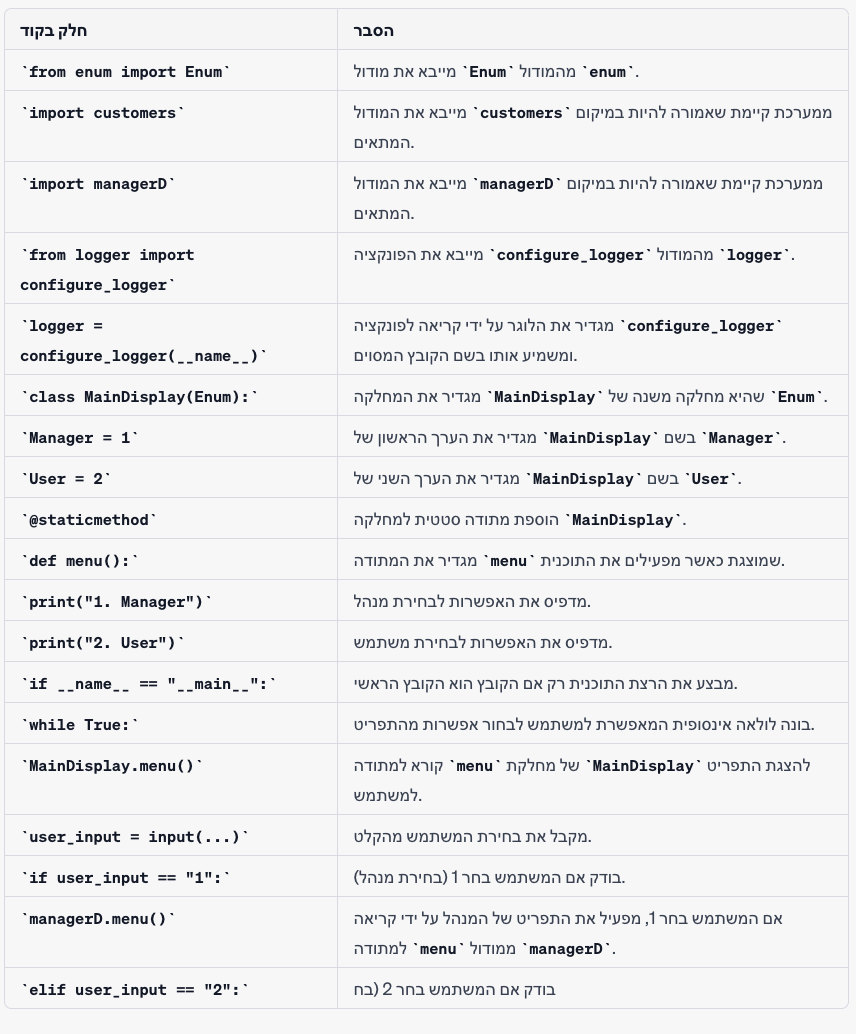 חלק בקוד
הסבר
`from enum import Enum`
מייבא את מודול `Enum` מהמודול `enum`.
`import customers`
מייבא את המודול `customers` ממערכת קיימת שאמורה להיות במיקום
המתאים.
`import managerD`
מייבא את המודול `managerD` ממערכת קיימת שאמורה להיות במיקום
המתאים.
`from logger import
configure_logger`
מייבא את הפונקציה `configure_logger` מהמודול `logger`.
`logger =
configure_logger(__name__)`
מגדיר את הלוגר על ידי קריאה לפונקציה `configure_logger`
ומשמיע אותו בשם הקובץ המסוים.
`class MainDisplay(Enum):`
מגדיר את המחלקה `MainDisplay` שהיא מחלקה משנה של `Enum`.
`Manager = 1`
מגדיר את הערך הראשון של `MainDisplay` בשם `Manager`.
`User = 2`
מגדיר את הערך השני של `MainDisplay` בשם `User`.
`@staticmethod`
הוספת מתודה סטטית למחלקה `MainDisplay`.
`def menu():`
מגדיר את המתודה `menu` שמוצגת כאשר מפעילים את התוכנית.
`print("1. Manager")`
מדפיס את האפשרות לבחירת מנהל.
`print("2. User")`
מדפיס את האפשרות לבחירת משתמש.
`if __name__ == "__main__":`
מבצע את הרצת התוכנית רק אם הקובץ הוא הקובץ הראשי.
`while True:`
בונה לולאה אינסופית המאפשרת למשתמש לבחור אפשרות מהתפריט.
`MainDisplay.menu()`
קורא למתודה `menu` של מחלקת `MainDisplay` להצגת התפריט
למשתמש.
`user_input = input(...)`
מקבל את בחירת המשתמש מהקלט.
`if user_input == "1":`
בודק אם המשתמש בחר 1 (בחירת מנהל).
`managerD.menu()`
אם המשתמש בחר 1, מפעיל את התפריט של המנהל על ידי קריאה
למתודה `menu` ממודול `managerD`.
`elif user_input == "2":`
בודק אם המשתמש בחר 2 (בח